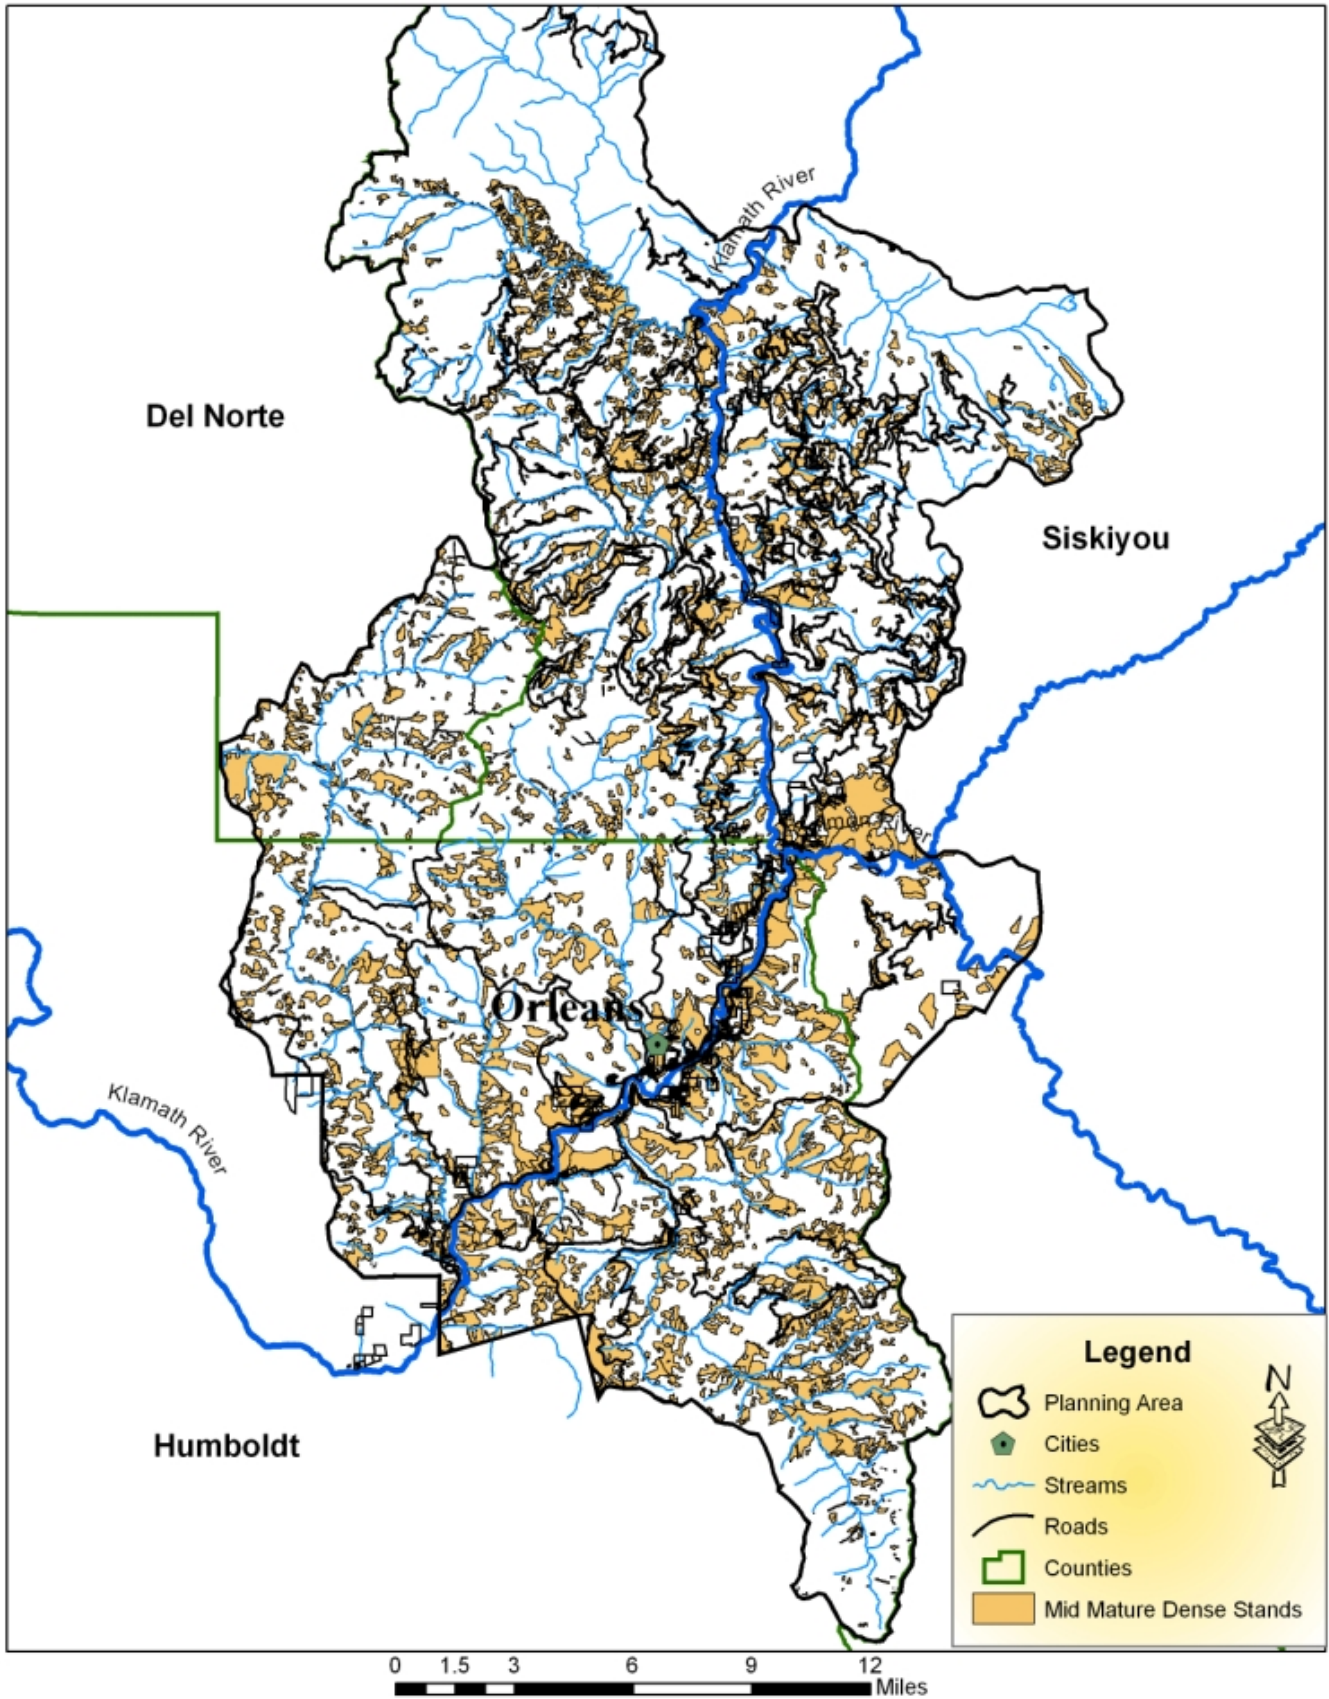 Klamath River
Del Norte
Siskiyou
River
Orleans
Klamath River
Humboldt
Legend
N
Planning Area
Cities
Streams
Roads
Counties
Mid Mature Dense Stands
0 1.5 3 6 9 12
Miles